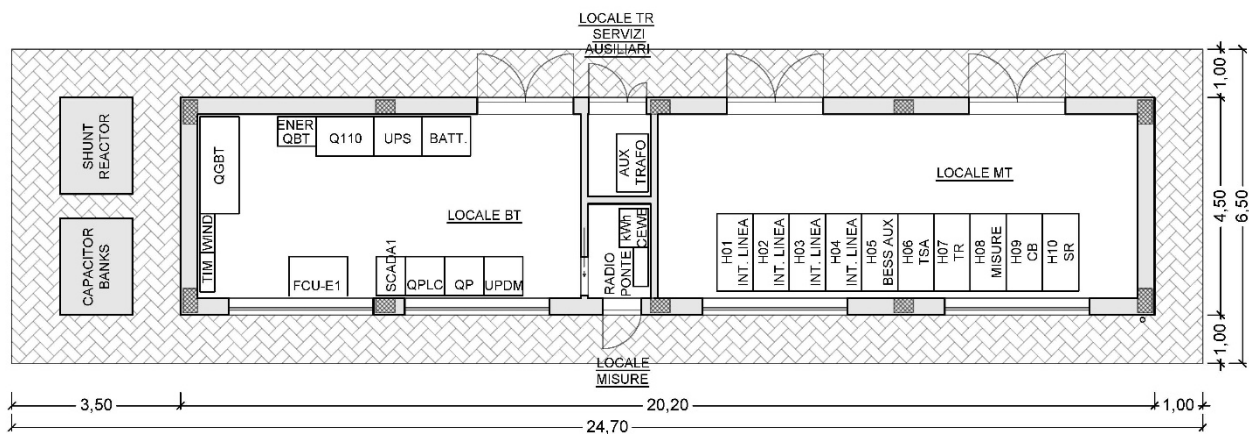 LOCALE TR
SERVIZI
AUSILIARI
SHUNT
REACTOR
CAPACITOR
BANKS
QGBT
WIND
TIM
ENER
QBT
Q110
UPS
BATT.
LOCALE BT
FCU-E1
SCADA1
QPLC
QP
UPDM
AUX
TRAFO
kWh
CEWE
RADIO
PONTE
LOCALE
MISURE
LOCALE MT
H01
INT. LINEA
H02
INT. LINEA
H03
INT. LINEA
H04
INT. LINEA
H05
BESS AUX
H06
TSA
H07
TR
H08
MISURE
H09
CB
H10
SR
1,00
4,50
1,00
6,50
3,50
20,20
1,00
24,70